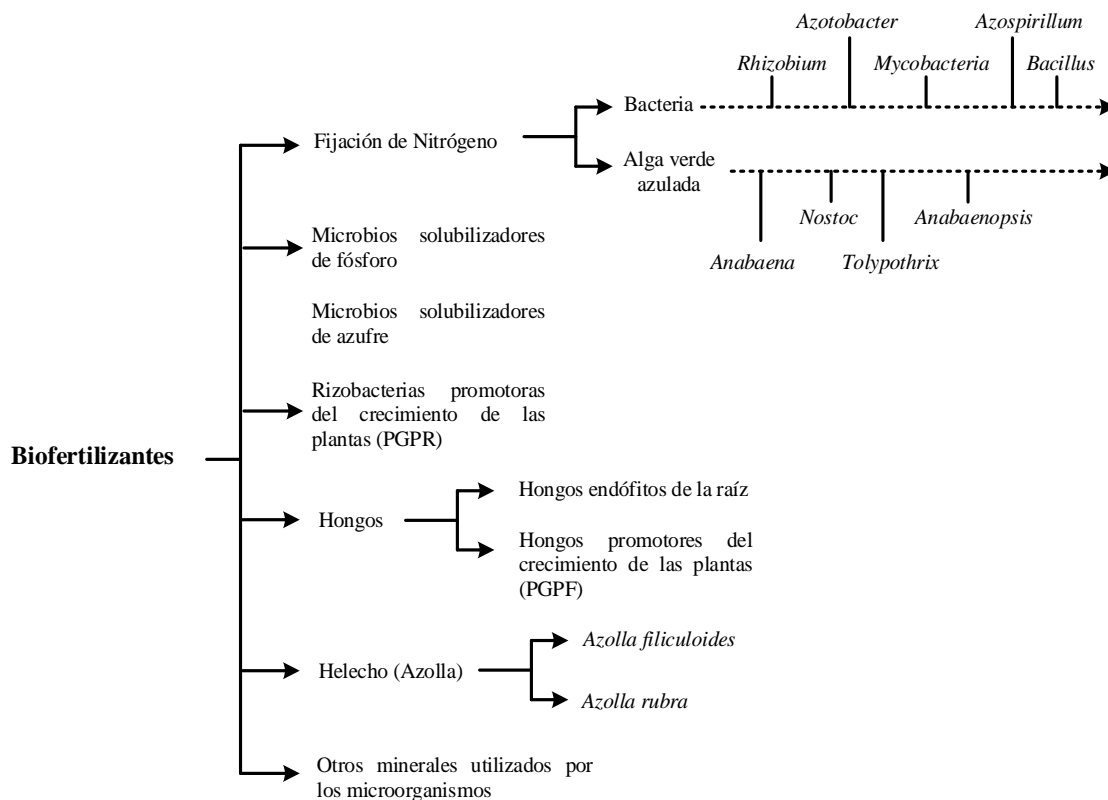 Azotobacter
Azospirillum
Rhizobium
Mycobacteria
Bacillus
Bacteria
Fijación de Nitrógeno
Alga verde
azulada
Nostoc
Anabaenopsis
Anabaena
Tolypothrix
Microbios solubilizadores
de fósforo
Microbios solubilizadores
de azufre
Rizobacterias promotoras
del crecimiento de las
plantas (PGPR)
Biofertilizantes
Hongos
Hongos endófitos de la raíz
Hongos promotores del
crecimiento de las plantas
(PGPF)
Helecho (Azolla)
Azolla filiculoides
Azolla rubra
Otros minerales utilizados por
los microorganismos